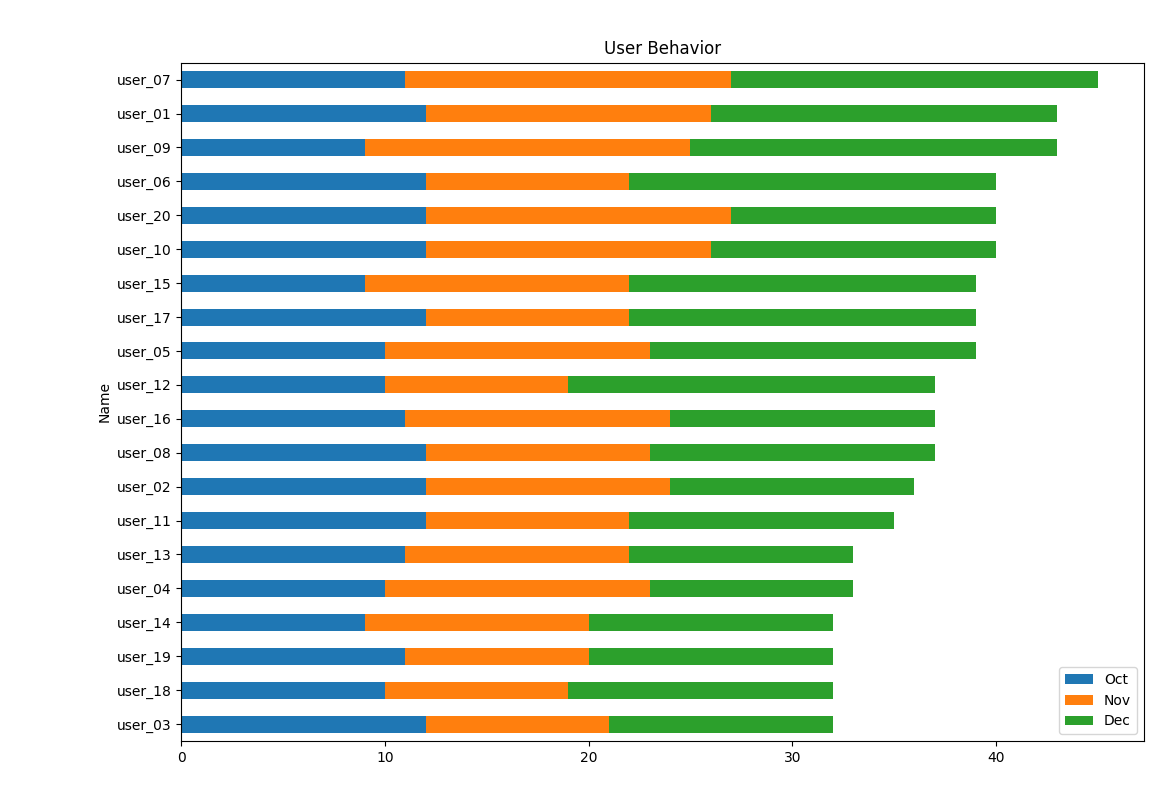 User Behavior
user_07
user_01
user_09
user_06
user_20
user_10
user_15
user_17
user_05
user_12
user_16
user_08
user_02
user_11
user_13
user_04
user_14
user_19
user_18
user_03
Name
0 10 20 30 40
Oct
Nov
Dec